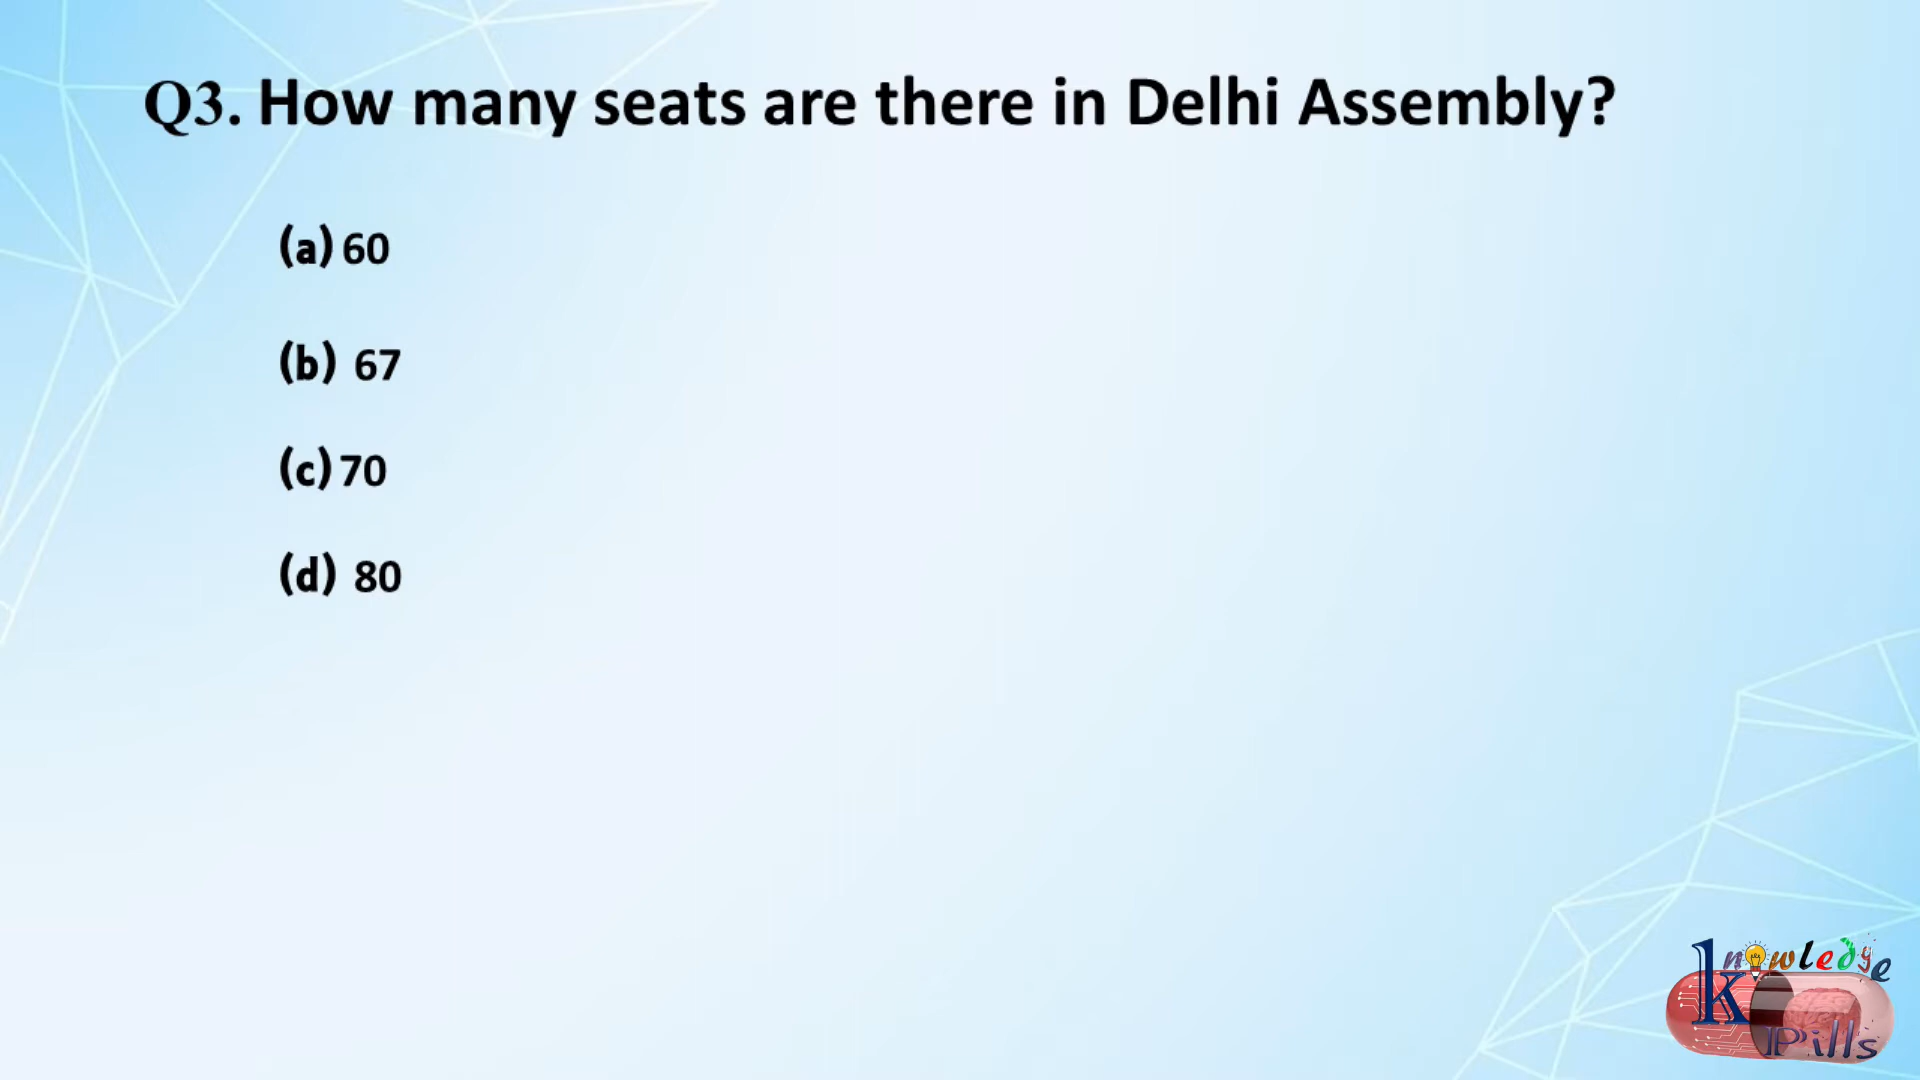 Q3. How many seats are there in Delhi Assembly?
(a) 60
(b) 67
(c) 70
(d) 80
knowledge
Pills